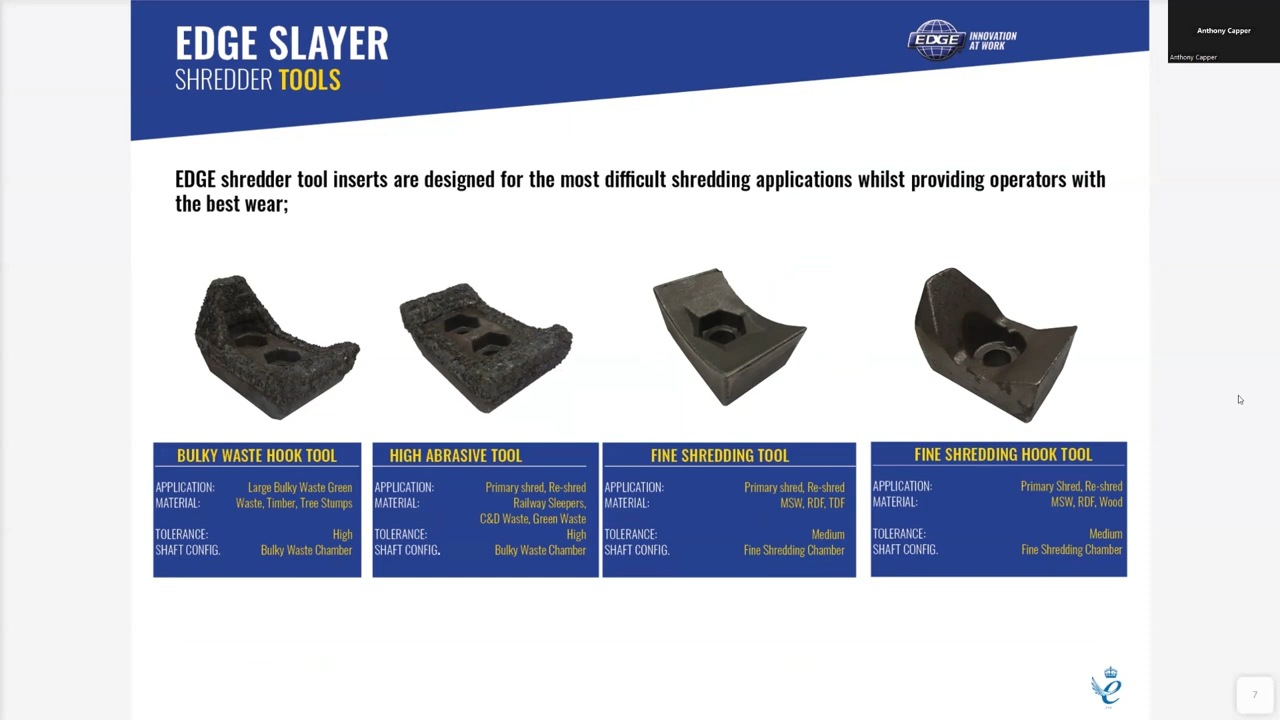 EDGE SLAYER
SHREDDER TOOLS
EDGE
INNOVATION
AT WORK
Anthony Capper
Anthony Capper
EDGE shredder tool inserts are designed for the most difficult shredding applications whilst providing operators with
the best wear;
BULKY WASTE HOOK TOOL
APPLICATION: Large Bulky Waste Green
MATERIAL: Waste, Timber, Tree Stumps
TOLERANCE: High
SHAFT CONFIG. Bulky Waste Chamber
HIGH ABRASIVE TOOL
APPLICATION: Primary shred, Re-shred
MATERIAL: Railway Sleepers,
C&D Waste, Green Waste
TOLERANCE: High
SHAFT CONFIG. Bulky Waste Chamber
FINE SHREDDING TOOL
APPLICATION: Primary shred, Re-shred
MATERIAL: MSW, RDF, TDF
TOLERANCE: Medium
SHAFT CONFIG. Fine Shredding Chamber
FINE SHREDDING HOOK TOOL
APPLICATION: Primary Shred, Re-shred
MATERIAL: MSW, RDF, Wood
TOLERANCE: Medium
SHAFT CONFIG. Fine Shredding Chamber
7